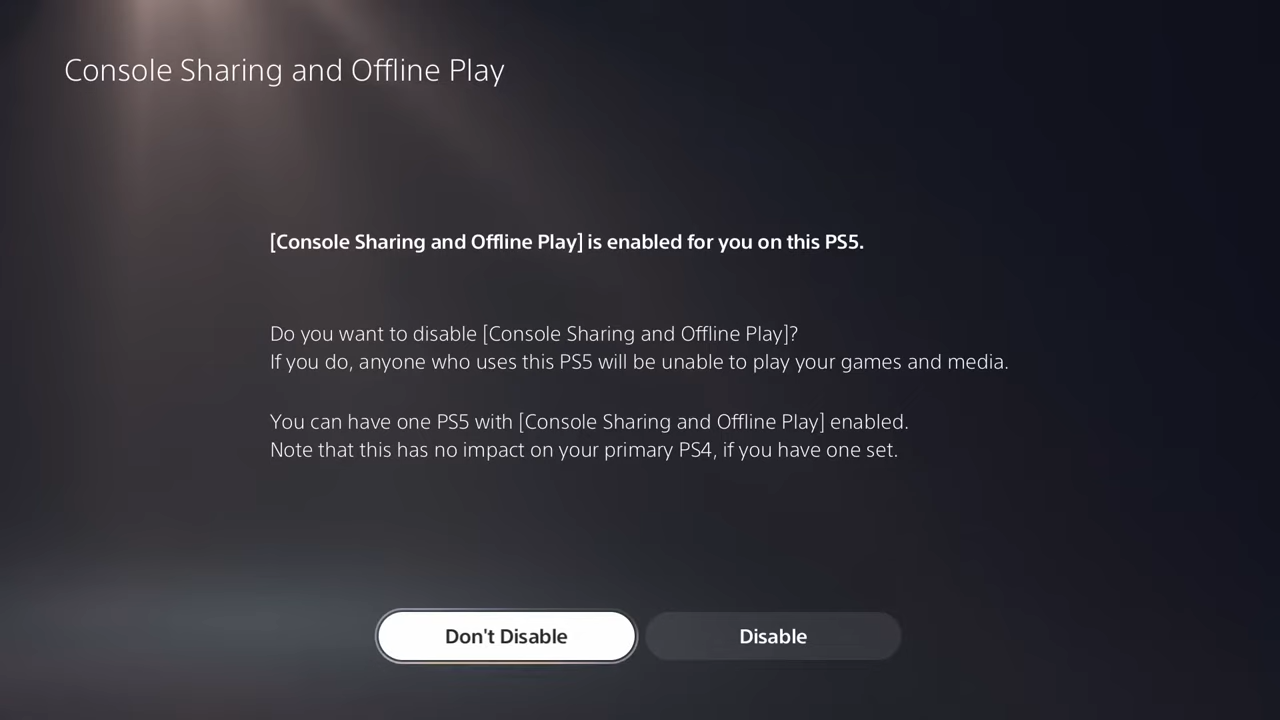 Console Sharing and Offline Play
[Console Sharing and Offline Play] is enabled for you on this PS5.
Do you want to disable [Console Sharing and Offline Play]?
If you do, anyone who uses this PS5 will be unable to play your games and media.
You can have one PS5 with [Console Sharing and Offline Play] enabled.
Note that this has no impact on your primary PS4, if you have one set.
Don't Disable
Disable